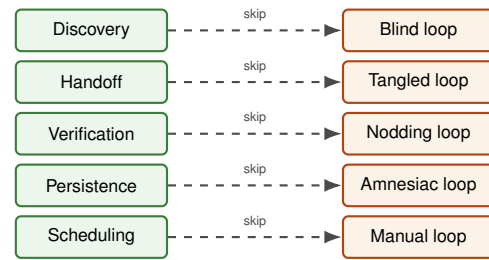 Discovery skip Blind loop
Handoff skip Tangled loop
Verification skip Nodding loop
Persistence skip Amnesiac loop
Scheduling skip Manual loop